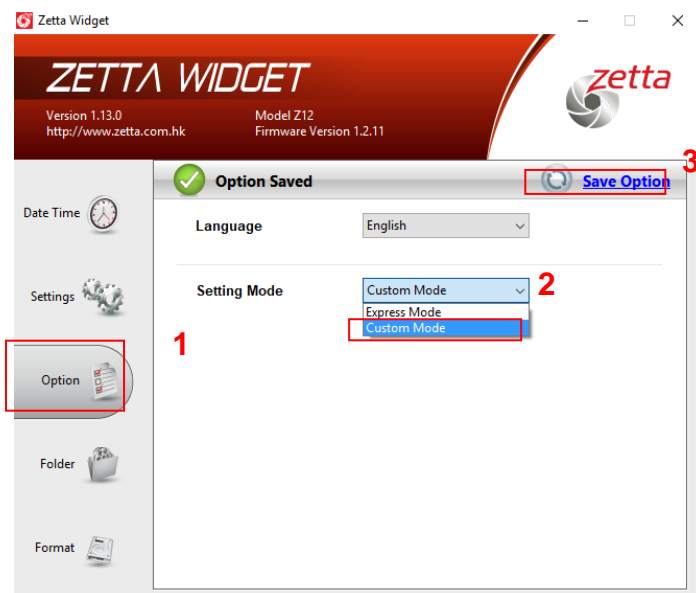 Zetta Widget
ZETTA WIDGET
zetta
Version 1.13.0 Model Z12
http://www.zetta.com.hk Firmware Version 1.2.11
3
Option Saved Save Option
Date Time
Language English
Settings
Setting Mode Custom Mode 2
Express Mode
Custom Mode
1
Option
Folder
Format